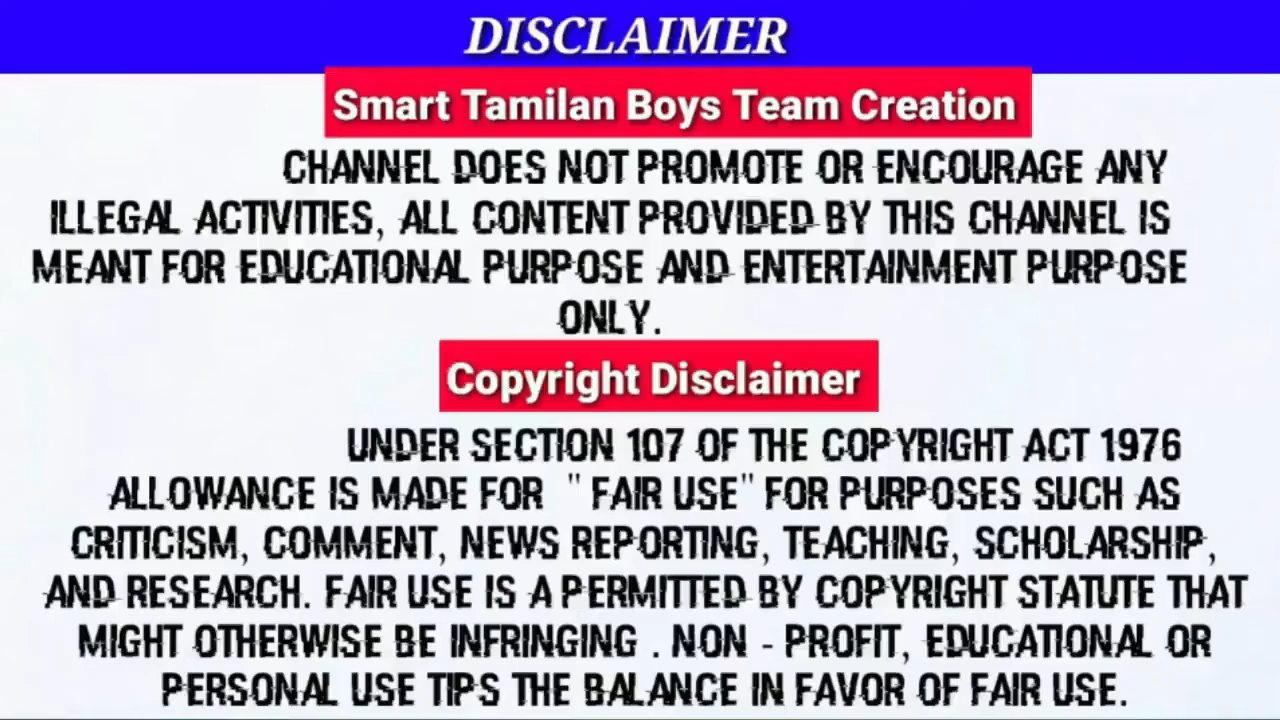 DISCLAIMER
Smart Tamilan Boys Team Creation
CHANNEL DOES NOT PROMOTE OR ENCOURAGE ANY
ILLEGAL ACTIVITIES, ALL CONTENT PROVIDED BY THIS CHANNEL IS
MEANT FOR EDUCATIONAL PURPOSE AND ENTERTAINMENT PURPOSE
ONLY.
Copyright Disclaimer
UNDER SECTION 107 OF THE COPYRIGHT ACT 1976
ALLOWANCE IS MADE FOR " FAIR USE" FOR PURPOSES SUCH AS
CRITICISM, COMMENT, NEWS REPORTING, TEACHING, SCHOLARSHIP,
AND RESEARCH. FAIR USE IS A PERMITTED BY COPYRIGHT STATUTE THAT
MIGHT OTHERWISE BE INFRINGING . NON - PROFIT, EDUCATIONAL OR
PERSONAL USE TIPS THE BALANCE IN FAVOR OF FAIR USE.